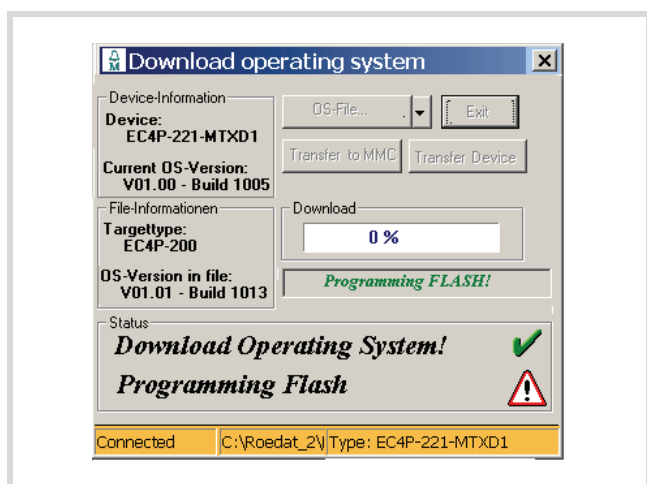 Download operating system
Device-Information
Device:
EC4P-221-MTXD1
Current OS-Version:
V01.00 - Build 1005
OS-File... .
Exit
Transfer to MMC
Transfer Device
File-Informationen
Targettype:
EC4P-200
OS-Version in file:
V01.01 - Build 1013
Download
0 %
Programming FLASH!
Status
Download Operating System!
Programming Flash
Connected
C:\Roedat_2\
Type: EC4P-221-MTXD1